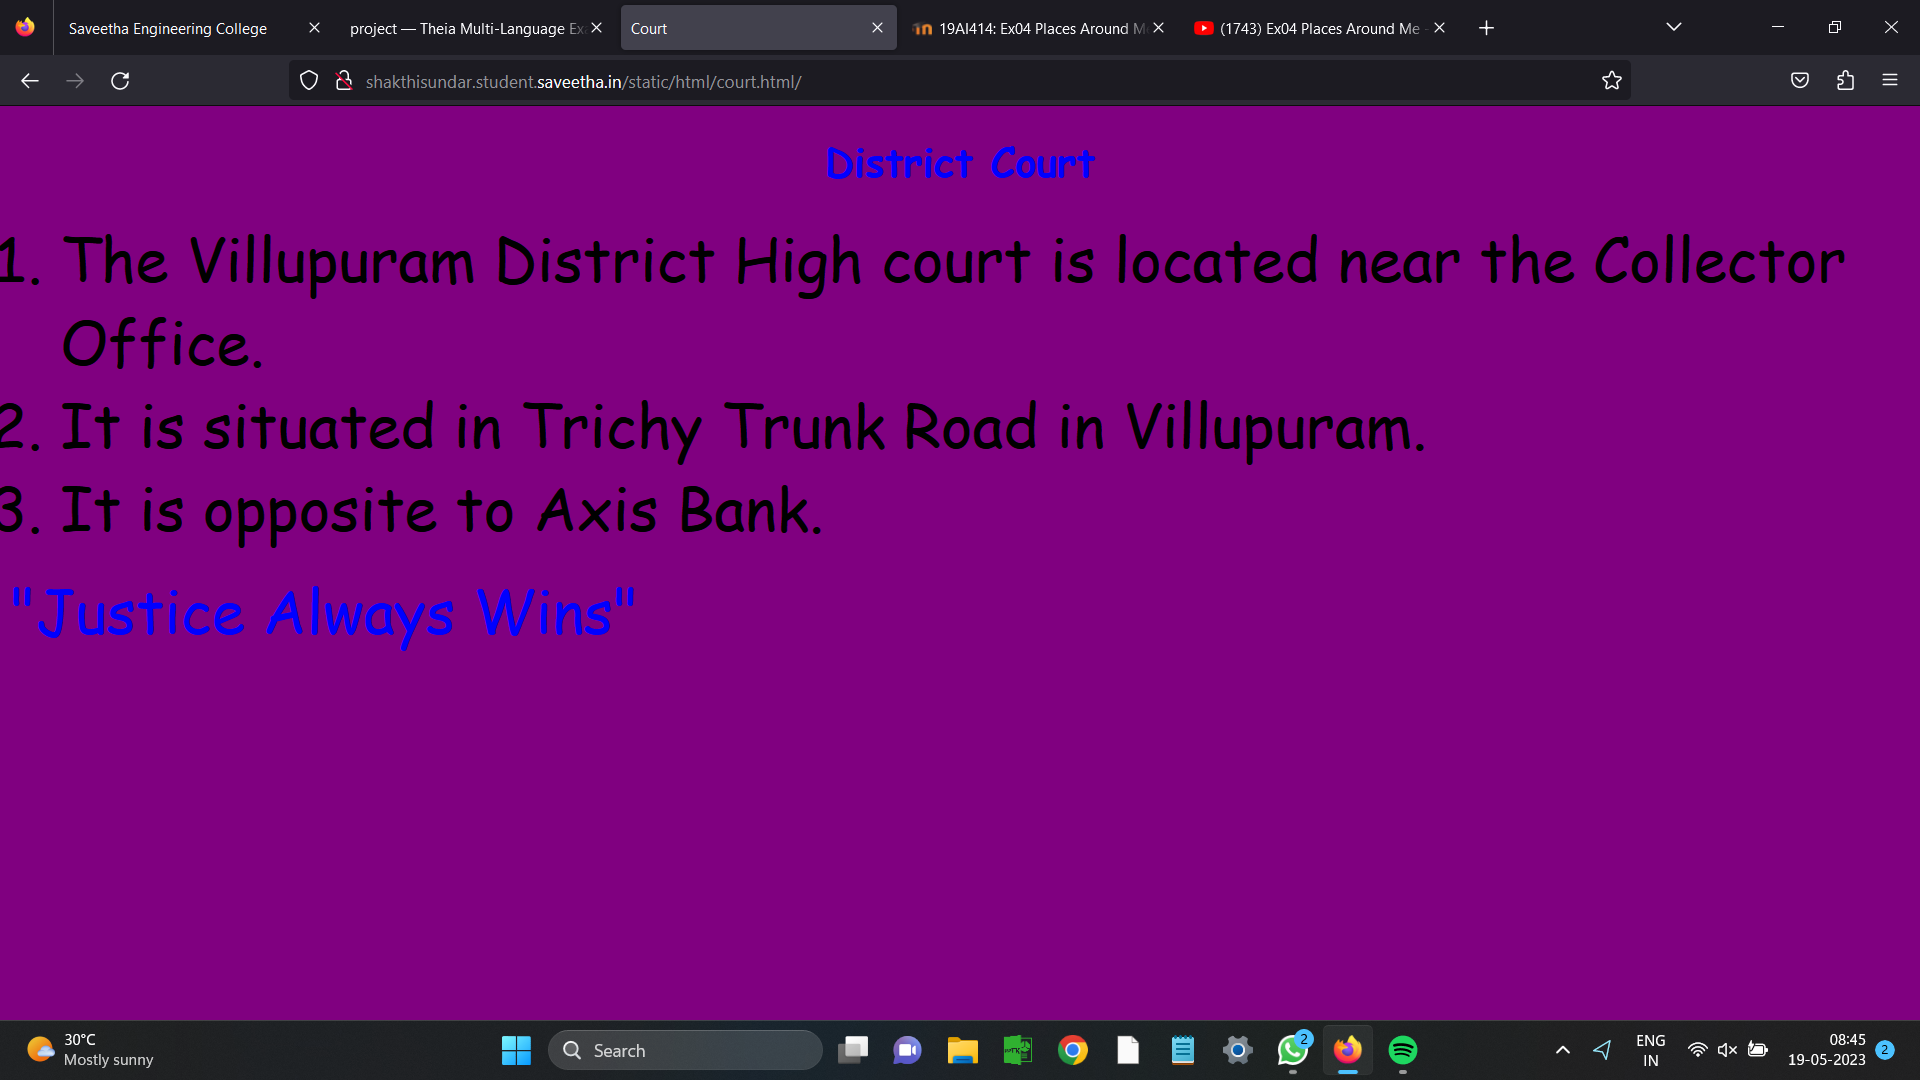 Saveetha Engineering College
project — Theia Multi-Language Ex
Court
19AI414: Ex04 Places Around M
(1743) Ex04 Places Around Me -
shakthisundar.student.saveetha.in/static/html/court.html/
District Court
1. The Villupuram District High court is located near the Collector
Office.
2. It is situated in Trichy Trunk Road in Villupuram.
3. It is opposite to Axis Bank.
"Justice Always Wins"
30°C
Mostly sunny
Search
2
ENG
IN
08:45
19-05-2023
2